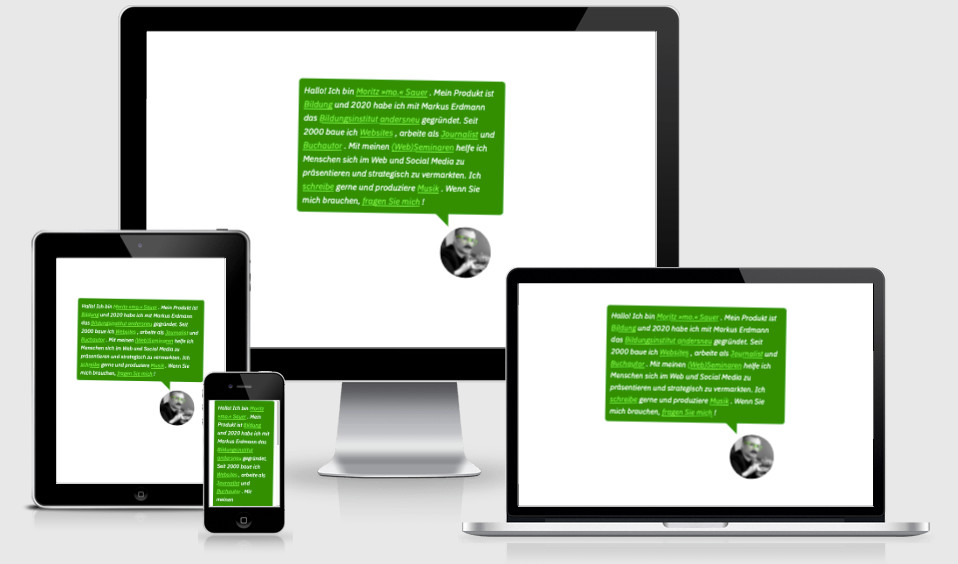 Hallo! Ich bin Moritz »mo.« Sauer . Mein Produkt ist
Bildung und 2020 habe ich mit Markus Erdmann
das Bildungsinstitut andersneu gegründet. Seit
2000 baue ich Websites , arbeite als Journalist und
Buchautor . Mit meinen (Web)Seminaren helfe ich
Menschen sich im Web und Social Media zu
präsentieren und strategisch zu vermarkten. Ich
schreibe gerne und produziere Musik . Wenn Sie
mich brauchen, fragen Sie mich !
Hallo! Ich bin Moritz »mo.« Sauer . Mein Produkt ist
Bildung und 2020 habe ich mit Markus Erdmann
das Bildungsinstitut andersneu gegründet. Seit
2000 baue ich Websites , arbeite als Journalist und
Buchautor . Mit meinen (Web)Seminaren helfe ich
Menschen sich im Web und Social Media zu
präsentieren und strategisch zu vermarkten. Ich
schreibe gerne und produziere Musik . Wenn Sie
mich brauchen, fragen Sie mich !
Hallo! Ich bin Moritz
»mo.« Sauer . Mein
Produkt ist Bildung
und 2020 habe ich mit
Markus Erdmann das
Bildungsinstitut
andersneu gegründet.
Seit 2000 baue ich
Websites , arbeite als
Journalist und
Buchautor . Mit
meinen
Hallo! Ich bin Moritz »mo.« Sauer . Mein Produkt ist
Bildung und 2020 habe ich mit Markus Erdmann
das Bildungsinstitut andersneu gegründet. Seit
2000 baue ich Websites , arbeite als Journalist und
Buchautor . Mit meinen (Web)Seminaren helfe ich
Menschen sich im Web und Social Media zu
präsentieren und strategisch zu vermarkten. Ich
schreibe gerne und produziere Musik . Wenn Sie
mich brauchen, fragen Sie mich !